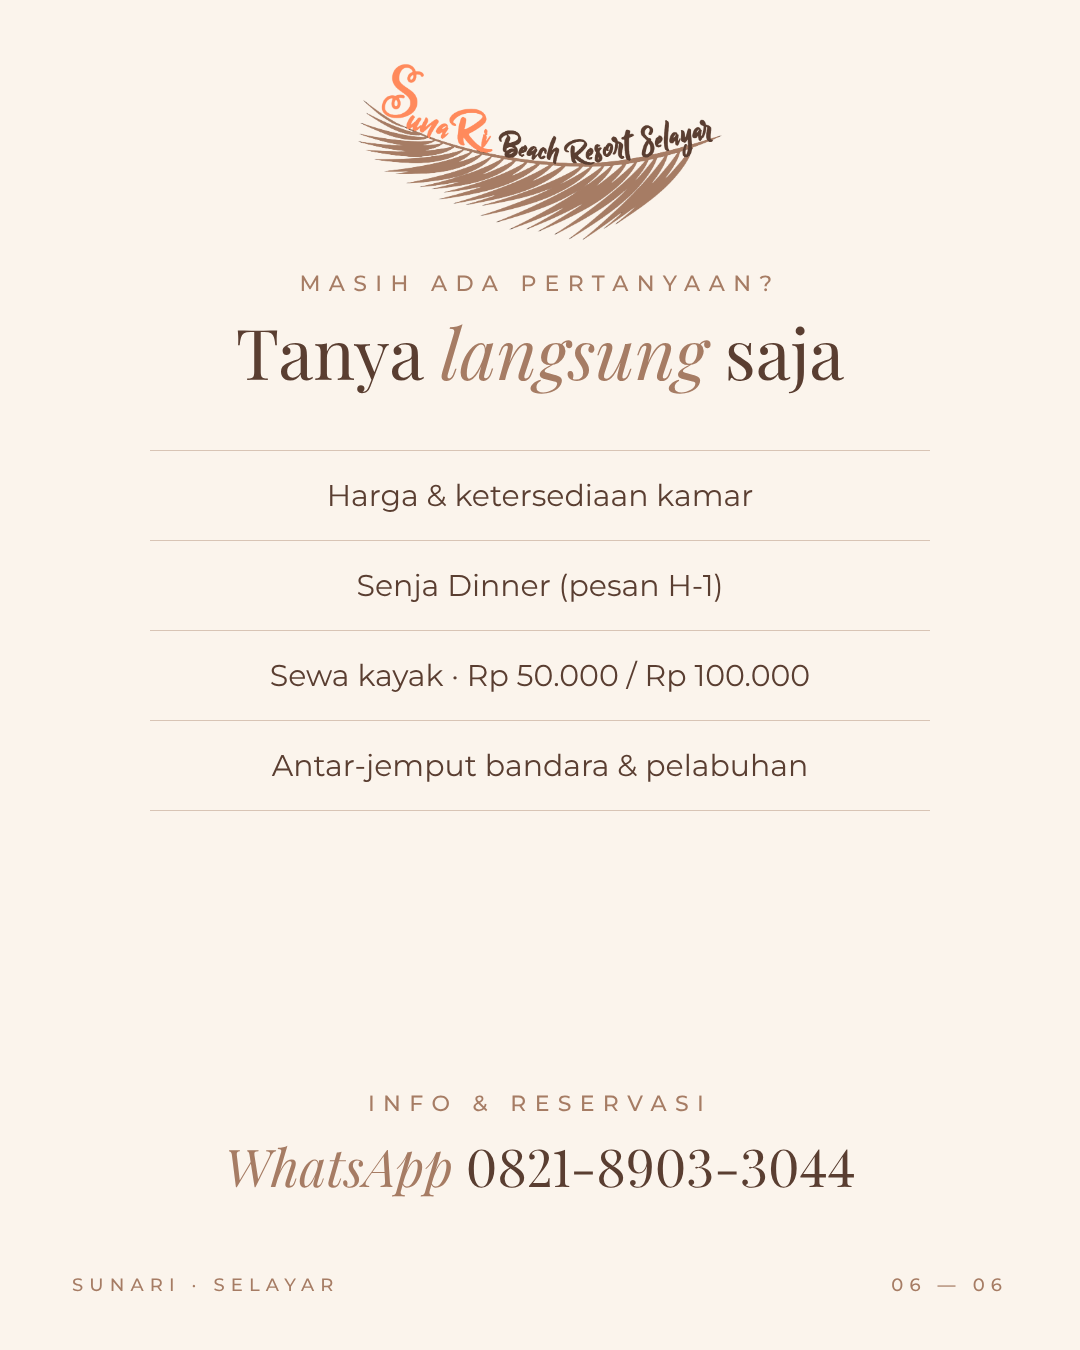 SunaRi Beach Resort Selayar
MASIH ADA PERTANYAAN?
Tanya langsung saja
Harga & ketersediaan kamar
Senja Dinner (pesan H-1)
Sewa kayak · Rp 50.000 / Rp 100.000
Antar-jemput bandara & pelabuhan
INFO & RESERVASI
WhatsApp 0821-8903-3044
SUNARI · SELAYAR
06 — 06